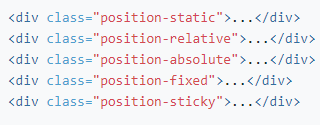 <div class="position-static">...</div>
<div class="position-relative">...</div>
<div class="position-absolute">...</div>
<div class="position-fixed">...</div>
<div class="position-sticky">...</div>